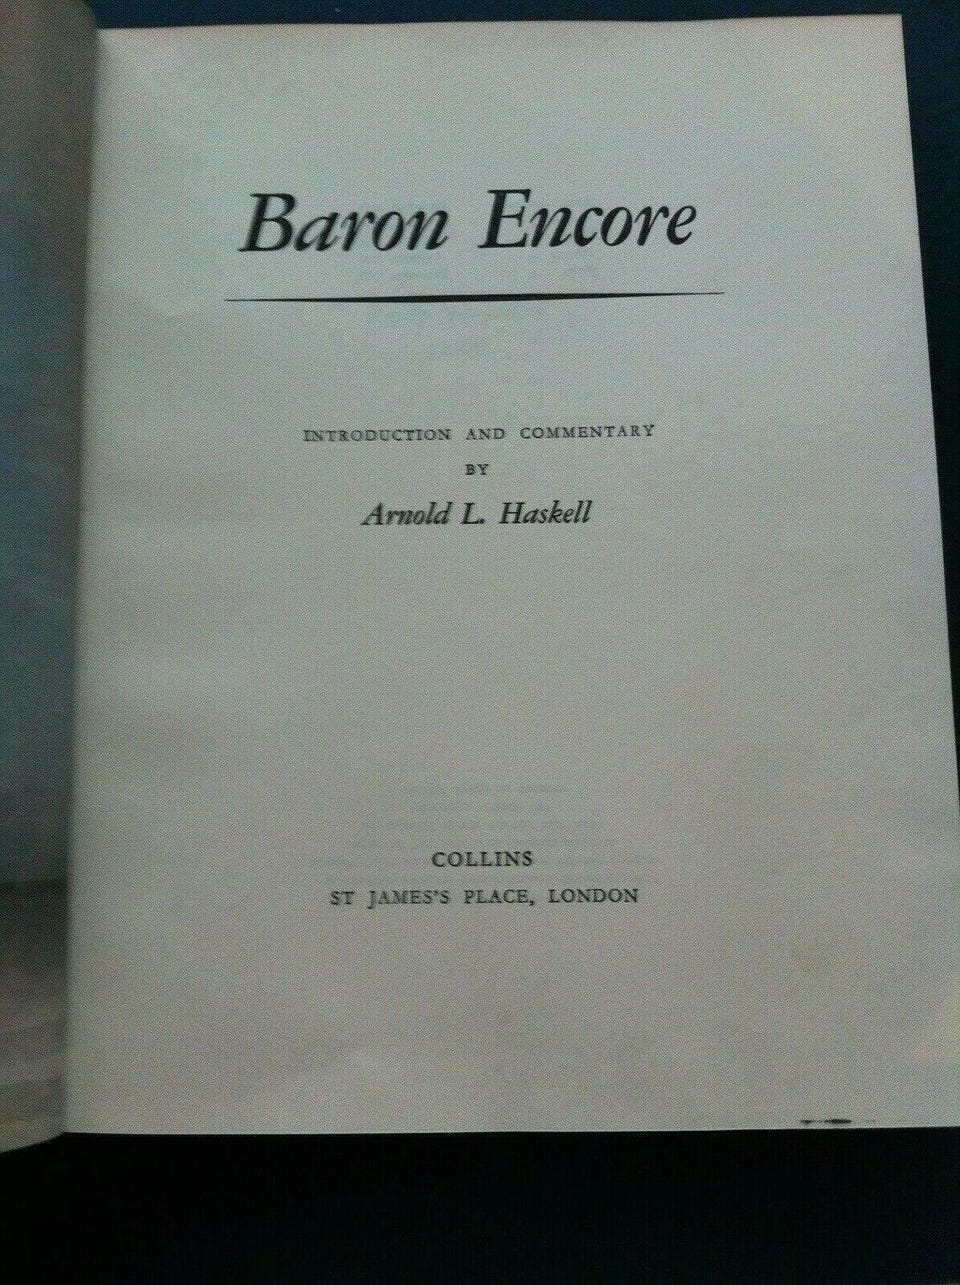 Baron Encore
INTRODUCTION AND COMMENTARY
BY
Arnold L. Haskell
COLLINS
ST JAMES'S PLACE, LONDON